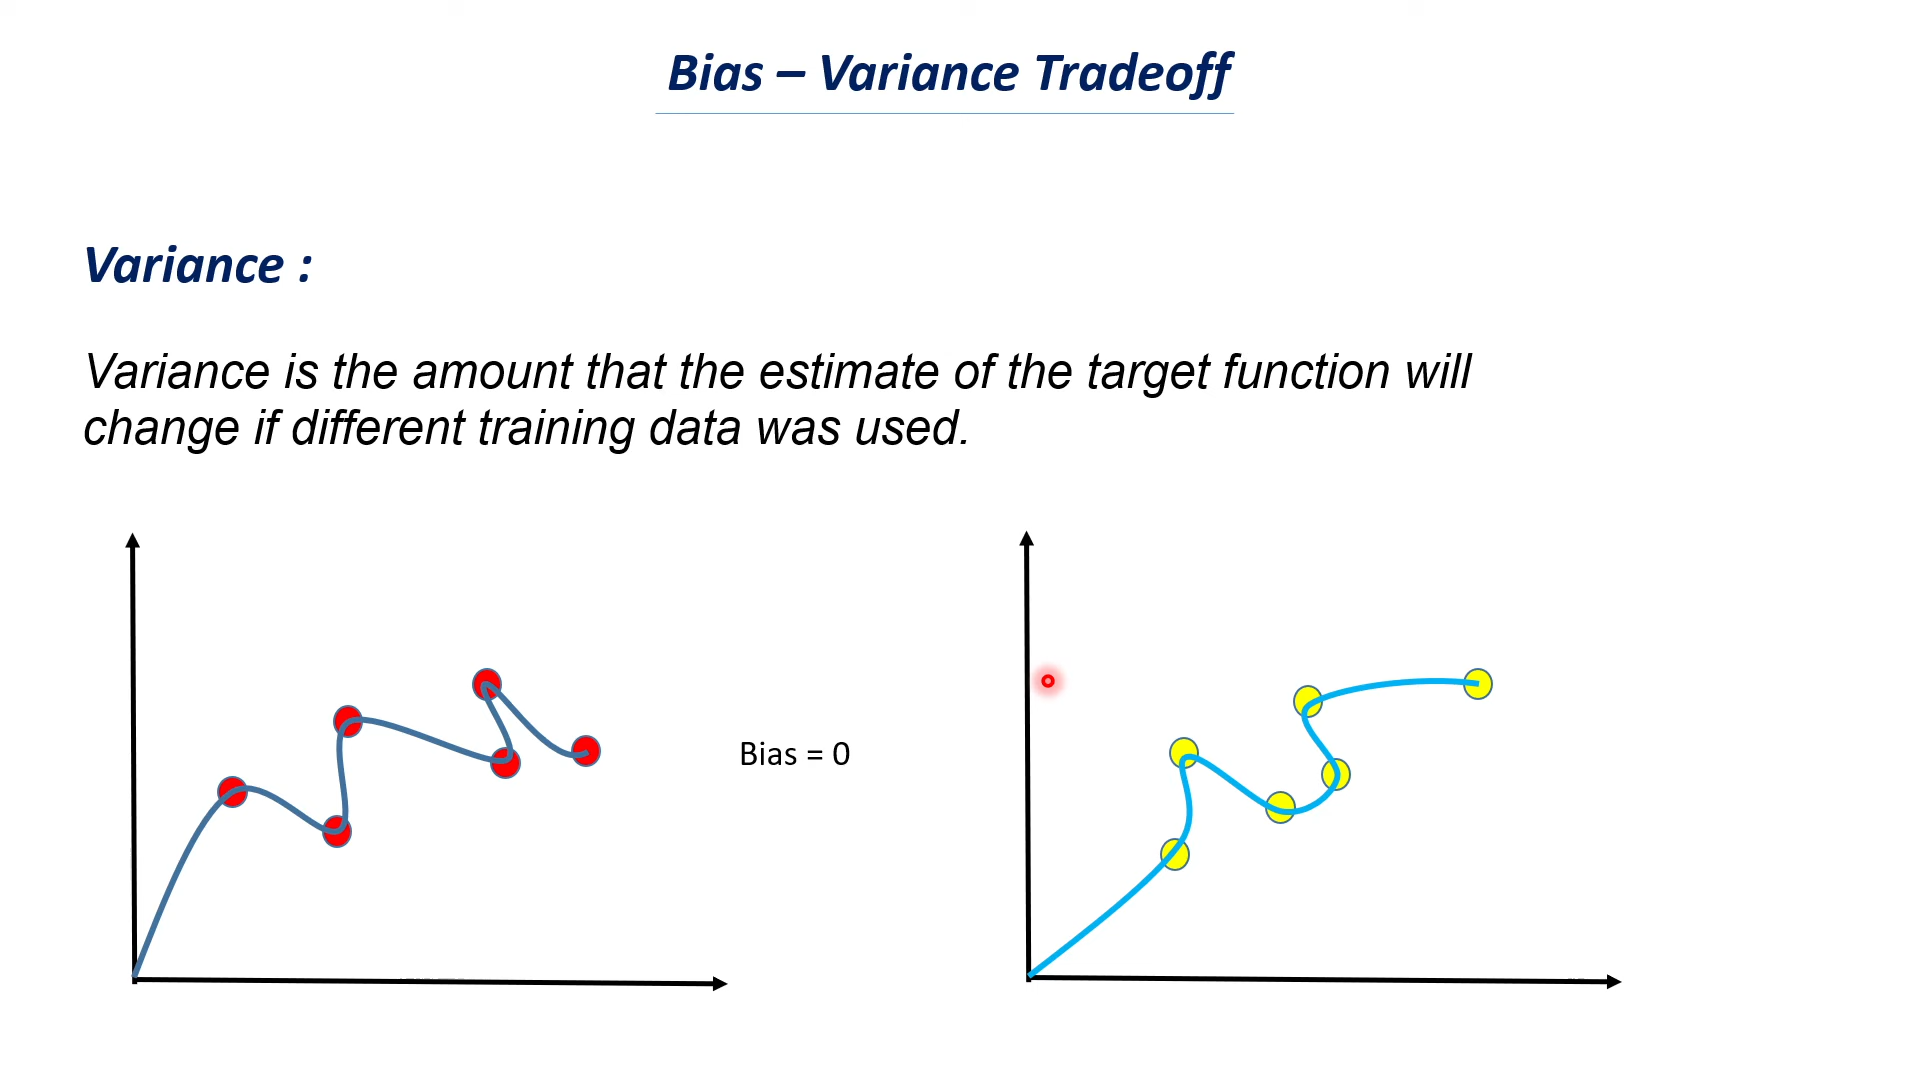 Bias – Variance Tradeoff
Variance :
Variance is the amount that the estimate of the target function will
change if different training data was used.
Bias = 0